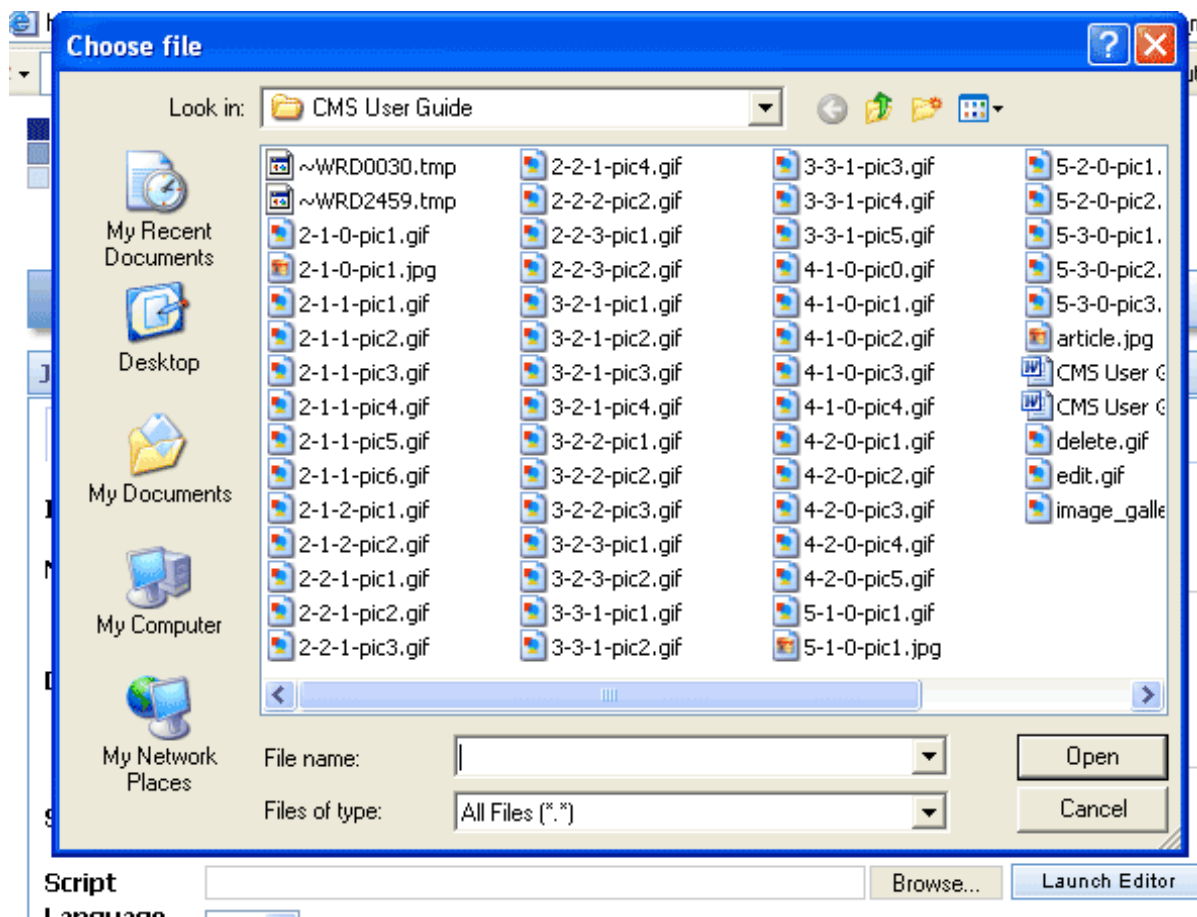 Choose file
Look in:
CMS User Guide
My Recent
Documents
Desktop
My Documents
My Computer
My Network
Places
~WRD0030.tmp
~WRD2459.tmp
2-1-0-pic1.gif
2-1-0-pic1.jpg
2-1-1-pic1.gif
2-1-1-pic2.gif
2-1-1-pic3.gif
2-1-1-pic4.gif
2-1-1-pic5.gif
2-1-1-pic6.gif
2-1-2-pic1.gif
2-1-2-pic2.gif
2-2-1-pic1.gif
2-2-1-pic2.gif
2-2-1-pic3.gif
2-2-1-pic4.gif
2-2-2-pic2.gif
2-2-3-pic1.gif
2-2-3-pic2.gif
3-2-1-pic1.gif
3-2-1-pic2.gif
3-2-1-pic3.gif
3-2-1-pic4.gif
3-2-2-pic1.gif
3-2-2-pic2.gif
3-2-2-pic3.gif
3-2-3-pic1.gif
3-2-3-pic2.gif
3-3-1-pic1.gif
3-3-1-pic2.gif
3-3-1-pic3.gif
3-3-1-pic4.gif
3-3-1-pic5.gif
4-1-0-pic0.gif
4-1-0-pic1.gif
4-1-0-pic2.gif
4-1-0-pic3.gif
4-1-0-pic4.gif
4-2-0-pic1.gif
4-2-0-pic2.gif
4-2-0-pic3.gif
4-2-0-pic4.gif
4-2-0-pic5.gif
5-1-0-pic1.gif
5-1-0-pic1.jpg
5-2-0-pic1.
5-2-0-pic2.
5-3-0-pic1.
5-3-0-pic2.
5-3-0-pic3.
article.jpg
CMS User G
CMS User G
delete.gif
edit.gif
image_galle
File name:
Open
Files of type:
All Files (*.*)
Cancel
Script
Browse...
Launch Editor
Language